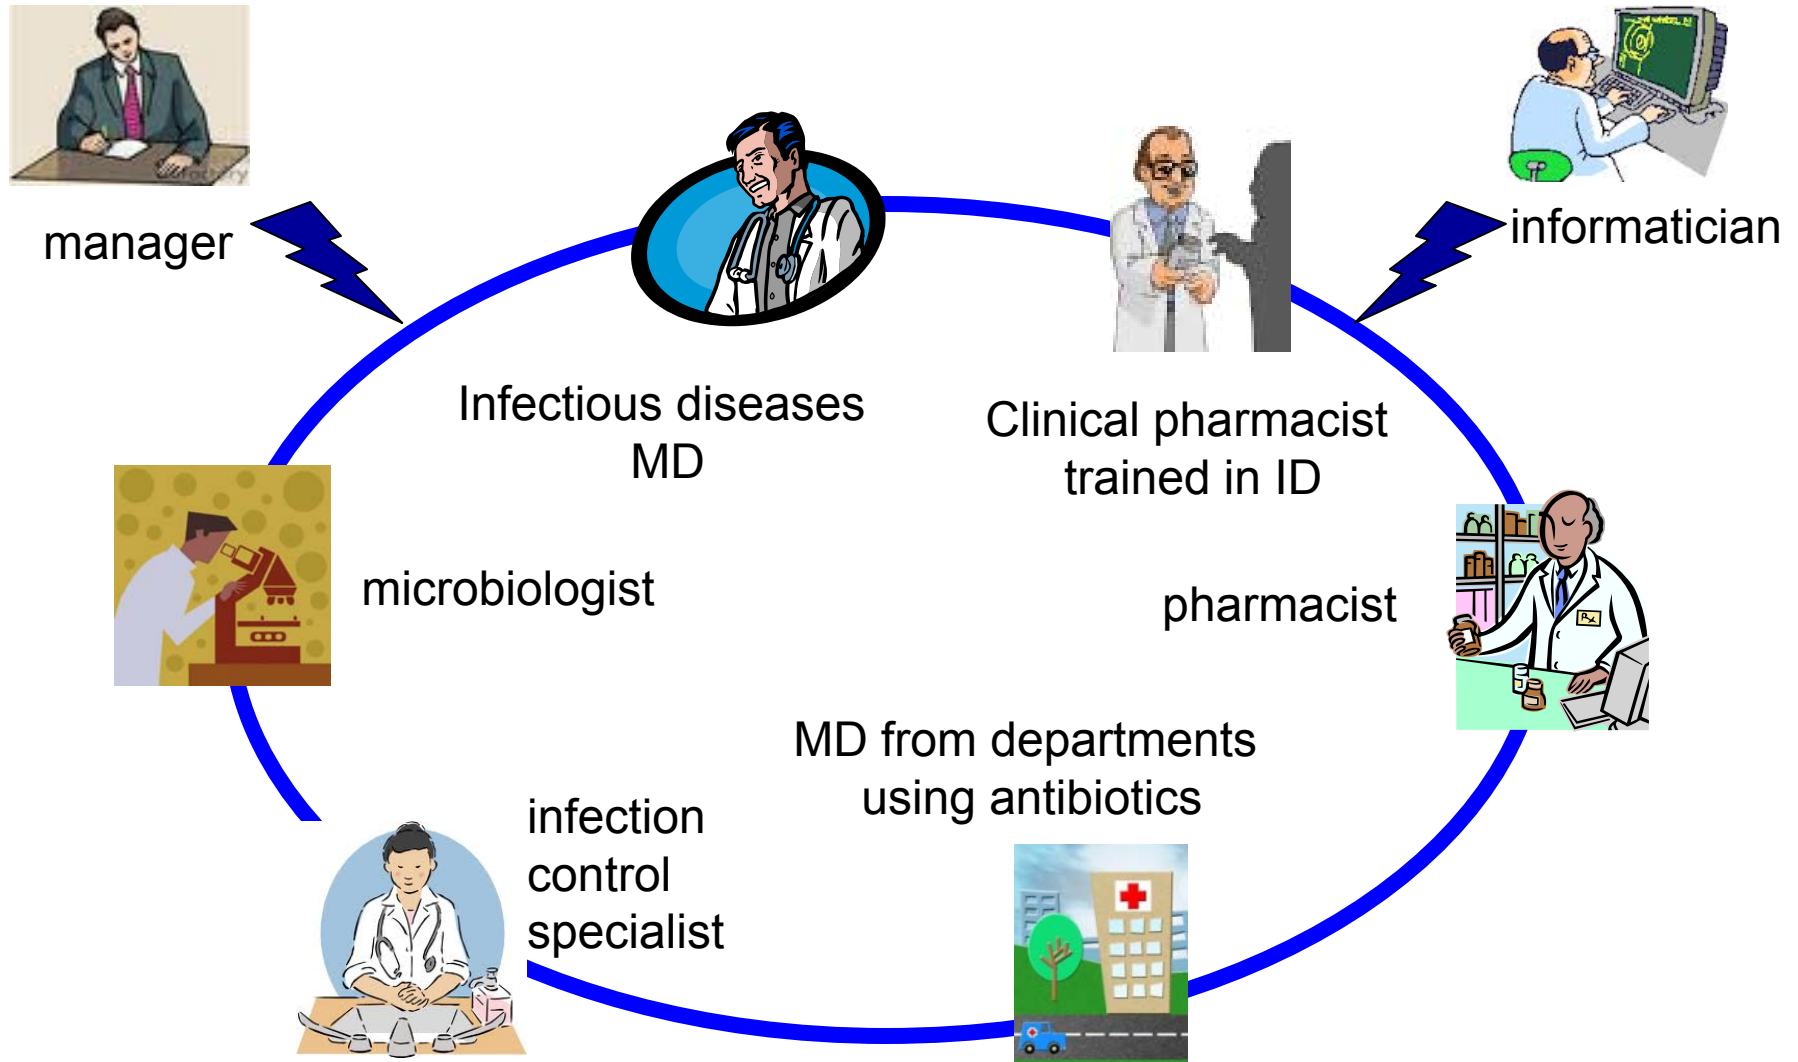 manager
informatician
Infectious diseases
MD
Clinical pharmacist
trained in ID
microbiologist
pharmacist
Rx
MD from departments
using antibiotics
infection
control
specialist